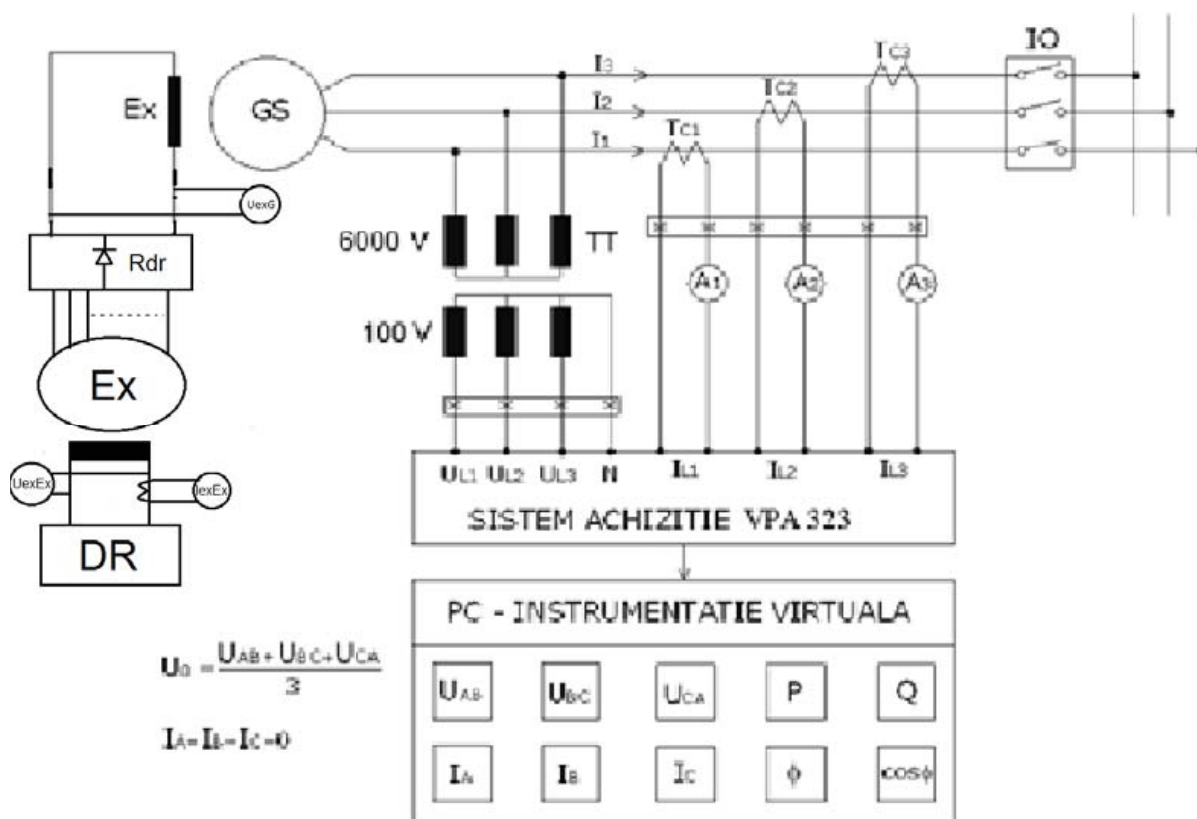 Ex
GS
I3
I2
I1
TC1
TC2
TC3
IO
UexG
6000 V
TT
Rdr
A1
A2
A3
100 V
Ex
UL1 UL2 UL3 N IL1 IL2 IL3
UexEx
IexEx
SISTEM ACHIZITIE VPA 323
DR
PC - INSTRUMENTATIE VIRTUALA
U0 = UAB + UBC + UCA
3
UAB UBC UCA P Q
IA=IB=IC=0
IA IB IC ϕ cosϕ